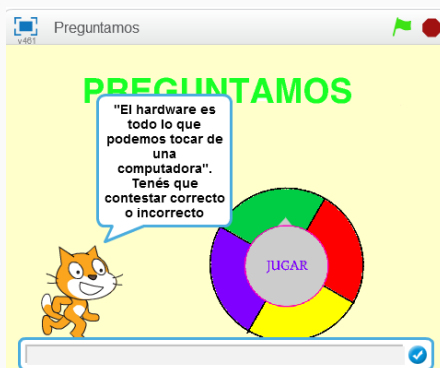 Preguntamos
v461
PREGUNTAMOS
"El hardware es
todo lo que
podemos tocar de
una
computadora".
Tenés que
contestar correcto
o incorrecto
JUGAR